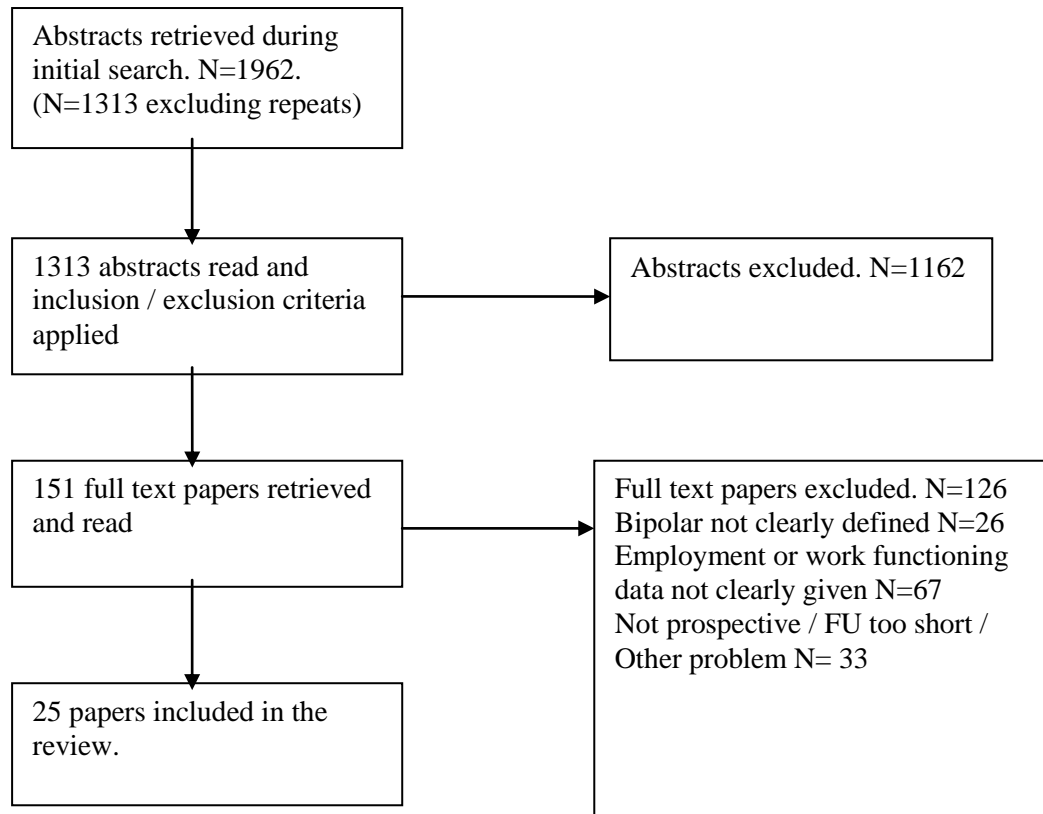 Abstracts retrieved during
initial search. N=1962.
(N=1313 excluding repeats)
1313 abstracts read and
inclusion / exclusion criteria
applied
Abstracts excluded. N=1162
151 full text papers retrieved
and read
Full text papers excluded. N=126
Bipolar not clearly defined N=26
Employment or work functioning
data not clearly given N=67
Not prospective / FU too short /
Other problem N= 33
25 papers included in the
review.